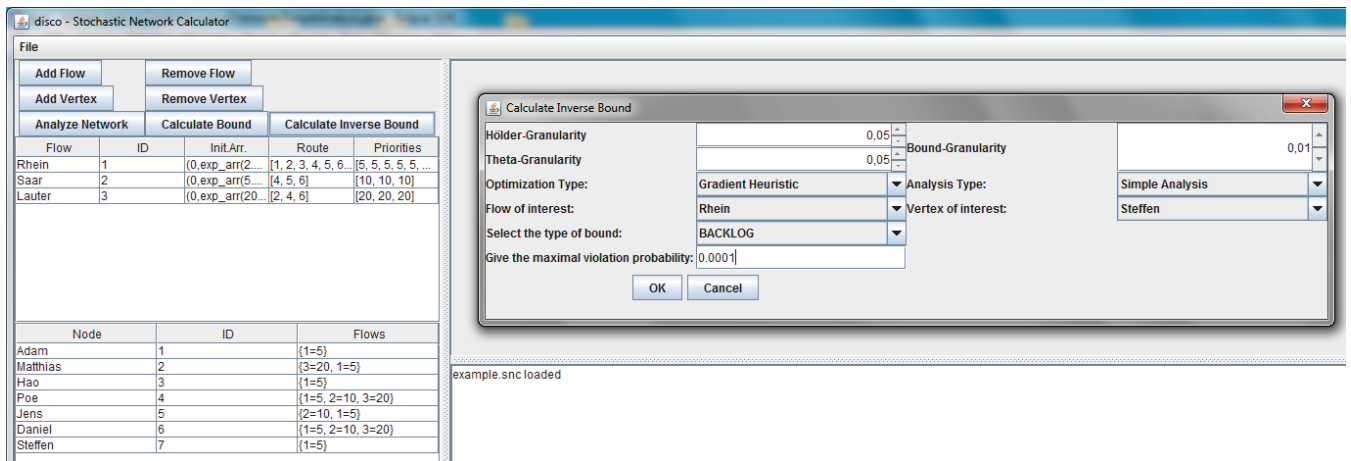 disco - Stochastic Network Calculator
File
Add Flow Remove Flow
Add Vertex Remove Vertex
Analyze Network Calculate Bound Calculate Inverse Bound
Flow ID Init.Arr. Route Priorities
Rhein 1 (0,exp_arr(2.... [1, 2, 3, 4, 5, 6... [5, 5, 5, 5, 5, ...
Saar 2 (0,exp_arr(5.... [4, 5, 6] [10, 10, 10]
Lauter 3 (0,exp_arr(20... [2, 4, 6] [20, 20, 20]
Node ID Flows
Adam 1 {1=5}
Matthias 2 {3=20, 1=5}
Hao 3 {1=5}
Poe 4 {1=5, 2=10, 3=20}
Jens 5 {2=10, 1=5}
Daniel 6 {1=5, 2=10, 3=20}
Steffen 7 {1=5}
Calculate Inverse Bound
Hölder-Granularity 0,05
Bound-Granularity 0,01
Theta-Granularity 0,05
Optimization Type: Gradient Heuristic Analysis Type: Simple Analysis
Flow of interest: Rhein Vertex of interest: Steffen
Select the type of bound: BACKLOG
Give the maximal violation probability: 0.0001
OK Cancel
example.snc loaded